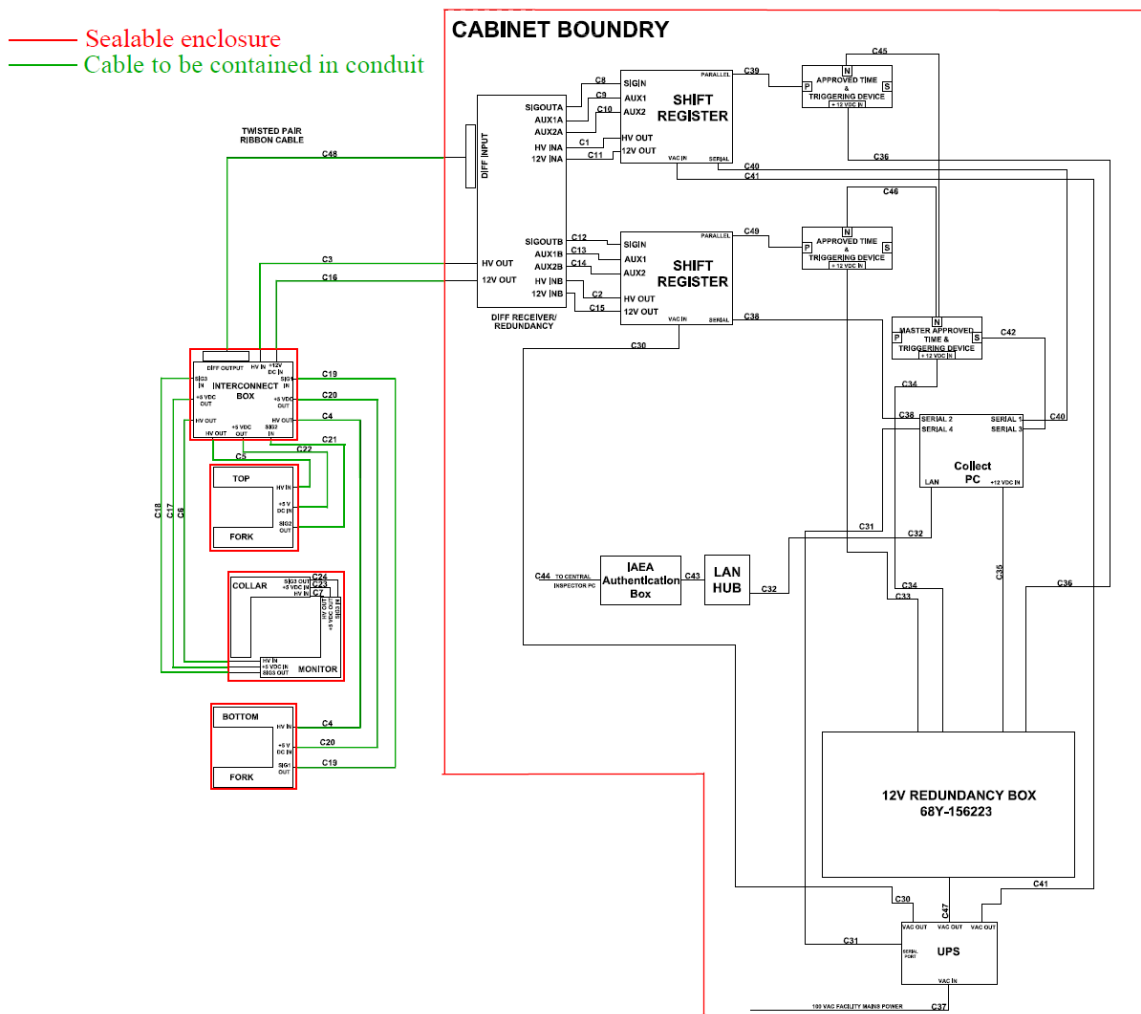 Sealable enclosure
Cable to be contained in conduit
CABINET BOUNDRY
TWISTED PAIR
RIBBON CABLE
C48
C3
C16
DIFF INPUT
SIGOUTA
AUX1A
AUX2A
HV INA
12V INA
SIGOUTB
AUX1B
AUX2B
HV INB
12V INB
HV OUT
12V OUT
DIFF RECEIVER/
REDUNDANCY
C8
C9
C10
C1
C11
SIGIN
AUX1
AUX2
HV OUT
12V OUT
PARALLEL
SHIFT
REGISTER
VAC IN
SERIAL
C39
C45
N
P
S
APPROVED TIME
&
TRIGGERING DEVICE
+ 12 VDC IN
C40
C41
C36
C46
C12
C13
C14
C2
C15
SIGIN
AUX1
AUX2
HV OUT
12V OUT
PARALLEL
SHIFT
REGISTER
VAC IN
SERIAL
C49
N
P
S
APPROVED TIME
&
TRIGGERING DEVICE
+ 12 VDC IN
C38
C30
N
P
S
MASTER APPROVED
TIME &
TRIGGERING DEVICE
+ 12 VDC IN
C42
C34
C38
C40
SERIAL 2
SERIAL 4
SERIAL 1
SERIAL 3
Collect
PC
LAN
+12 VDC IN
C31
C32
C44
TO CENTRAL
INSPECTOR PC
IAEA
Authentication
Box
C43
LAN
HUB
C32
C34
C33
C35
C36
12V REDUNDANCY BOX
68Y-156223
C30
C47
C41
VAC OUT
VAC OUT
VAC OUT
SERIAL
PORT
UPS
VAC IN
C31
100 VAC FACILITY MAINS POWER
C37
DIFF OUTPUT
HV IN
+12V
DC IN
SIG3
IN
SIG1
IN
INTERCONNECT
BOX
+5 VDC
OUT
+5 VDC
OUT
HV OUT
HV OUT
HV OUT
+5 VDC
OUT
SIG2
IN
C19
C20
C4
C21
C22
C5
C18
C17
C6
TOP
FORK
HV IN
+5 V
DC IN
SIG2
OUT
COLLAR
SIG3 OUT
+5 VDC IN
HV IN
C24
C23
C7
HV OUT
+5 VDC OUT
SIG3 IN
HV IN
+5 VDC IN
SIG3 OUT
MONITOR
BOTTOM
FORK
HV IN
+5 V
DC IN
SIG1
OUT
C4
C20
C19